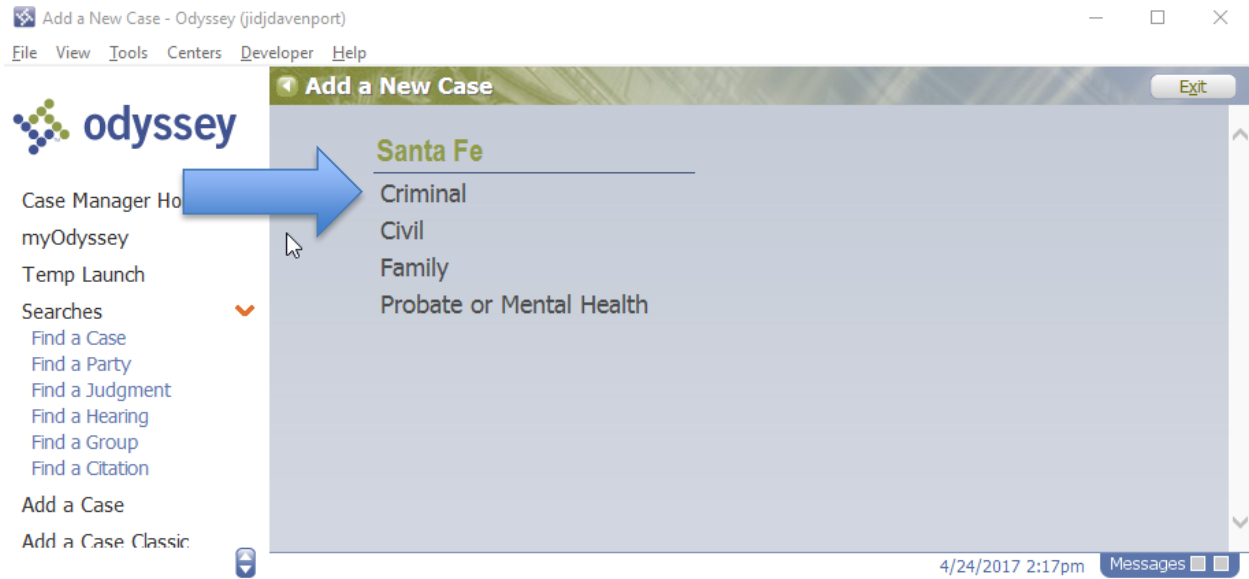 Add a New Case - Odyssey (jidjdavenport)
File View Tools Centers Developer Help
Add a New Case
Exit
odyssey
Case Manager Ho
myOdyssey
Temp Launch
Searches
Find a Case
Find a Party
Find a Judgment
Find a Hearing
Find a Group
Find a Citation
Add a Case
Add a Case Classic
Santa Fe
Criminal
Civil
Family
Probate or Mental Health
4/24/2017 2:17pm Messages